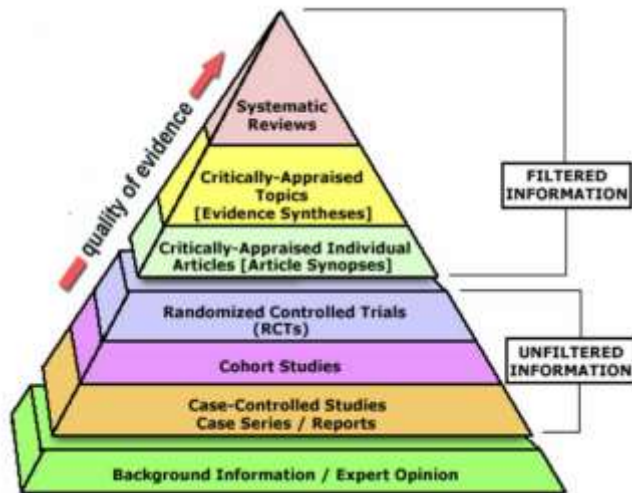 quality of evidence
Systematic
Reviews
Critically-Appraised
Topics
[Evidence Syntheses]
Critically-Appraised Individual
Articles [Article Synopses]
FILTERED
INFORMATION
Randomized Controlled Trials
(RCTs)
Cohort Studies
Case-Controlled Studies
Case Series / Reports
UNFILTERED
INFORMATION
Background Information / Expert Opinion